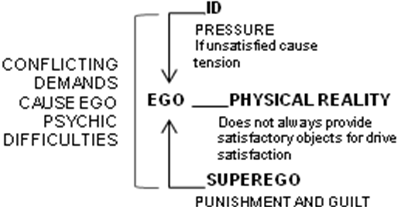 ID
PRESSURE
If unsatisfied cause
tension
CONFLICTING
DEMANDS
CAUSE EGO
PSYCHIC
DIFFICULTIES
EGO PHYSICAL REALITY
Does not always provide
satisfactory objects for drive
satisfaction
SUPEREGO
PUNISHMENT AND GUILT